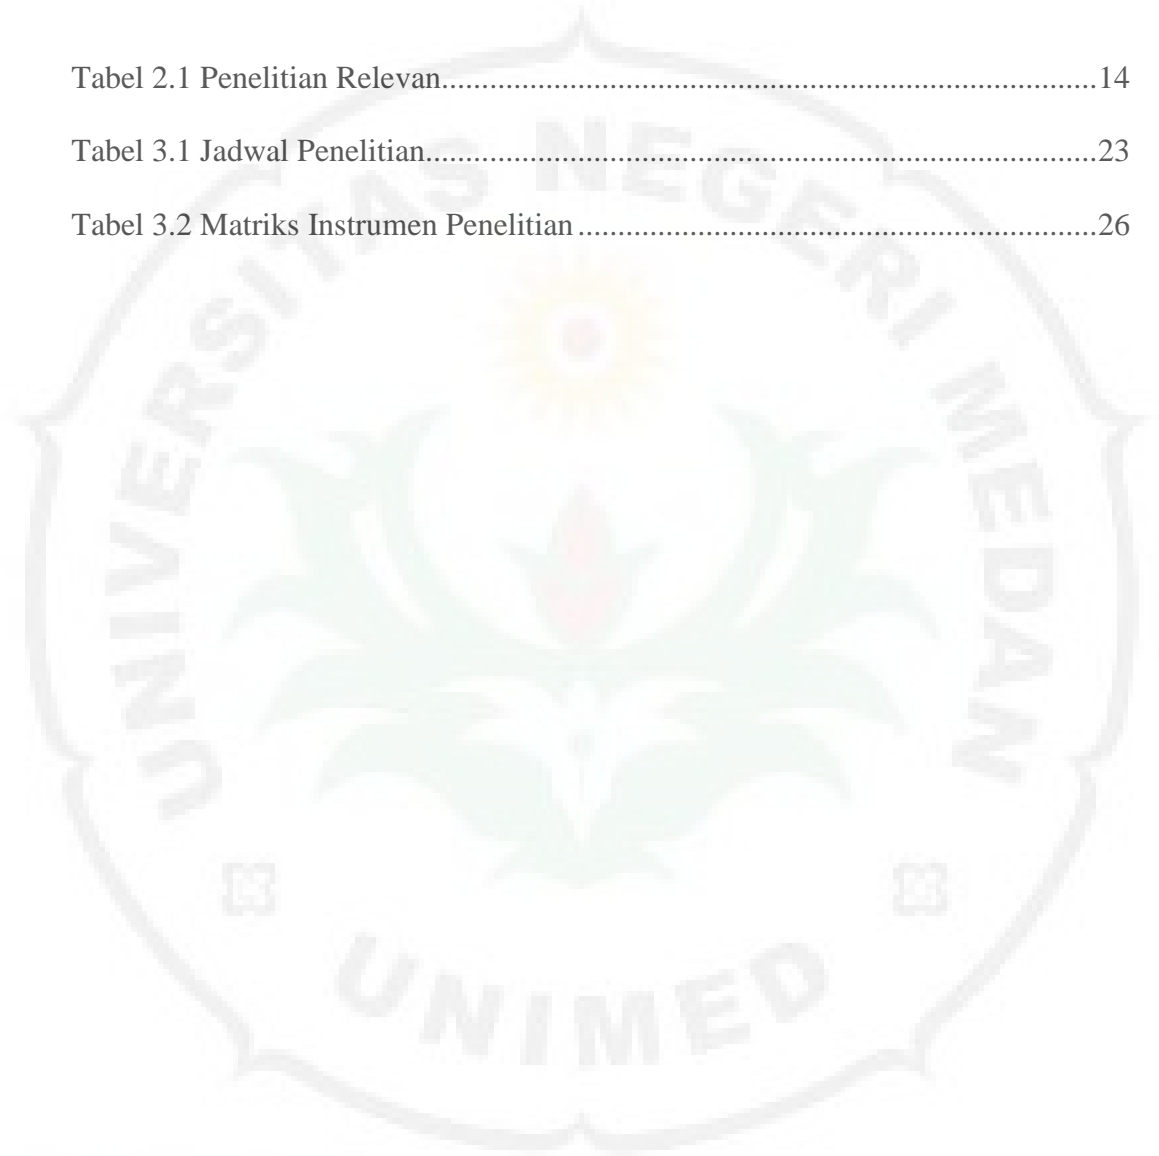 Tabel 2.1 Penelitian Relevan..................................................................................14
Tabel 3.1 Jadwal Penelitian....................................................................................23
Tabel 3.2 Matriks Instrumen Penelitian.................................................................26
UNIVERSITAS NEGERI MEDAN
UNIMED